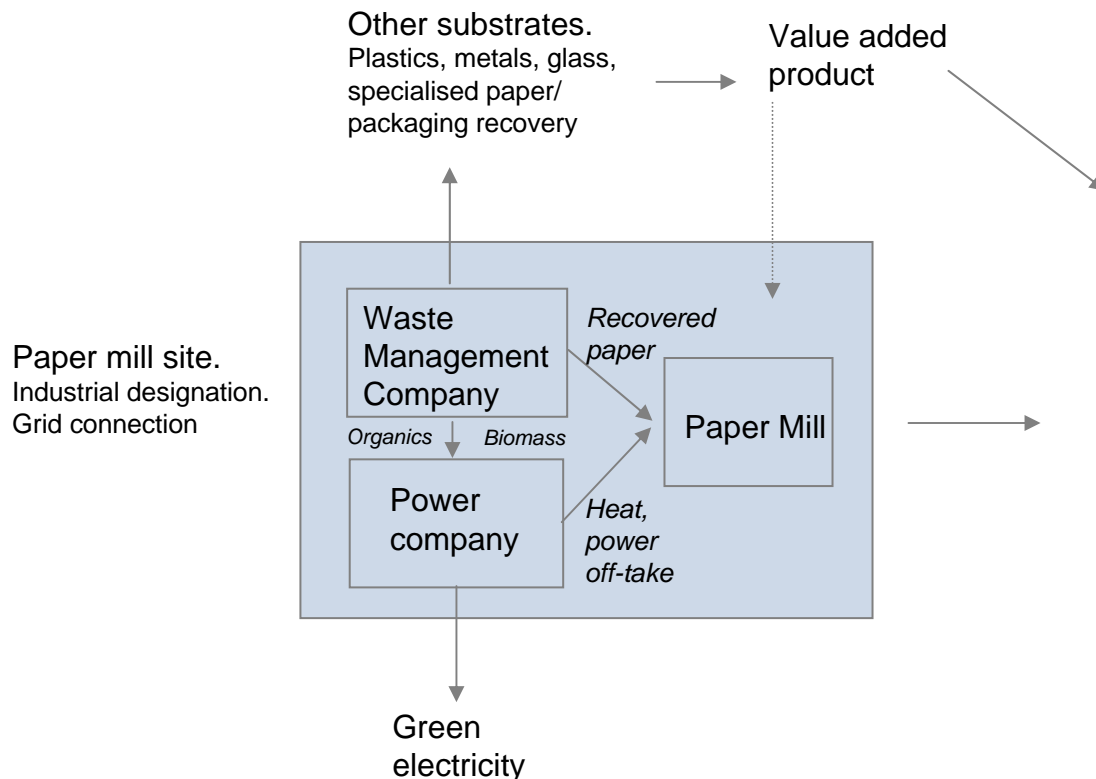 Other substrates.
Plastics, metals, glass,
specialised paper/
packaging recovery
Value added
product
Waste
Management
Company
Recovered
paper
Paper mill site.
Industrial designation.
Grid connection
Paper Mill
Organics Biomass
Power
company
Heat,
power
off-take
Green
electricity